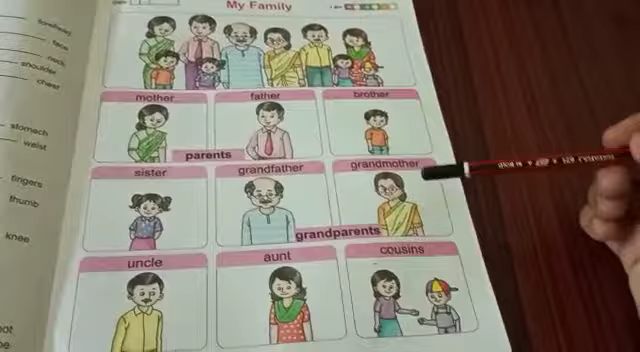 My Family
forehead
face
neck
shoulder
chest
stomach
waist
fingers
thumb
knee
mother
father
brother
parents
sister
grandfather
grandmother
grandparents
uncle
aunt
cousins